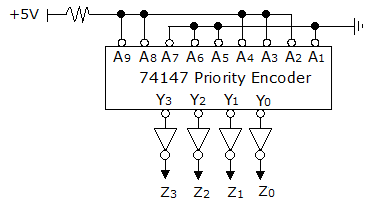 +5V
A9 A8 A7 A6 A5 A4 A3 A2 A1
74147 Priority Encoder
Y3 Y2 Y1 Y0
Z3 Z2 Z1 Z0